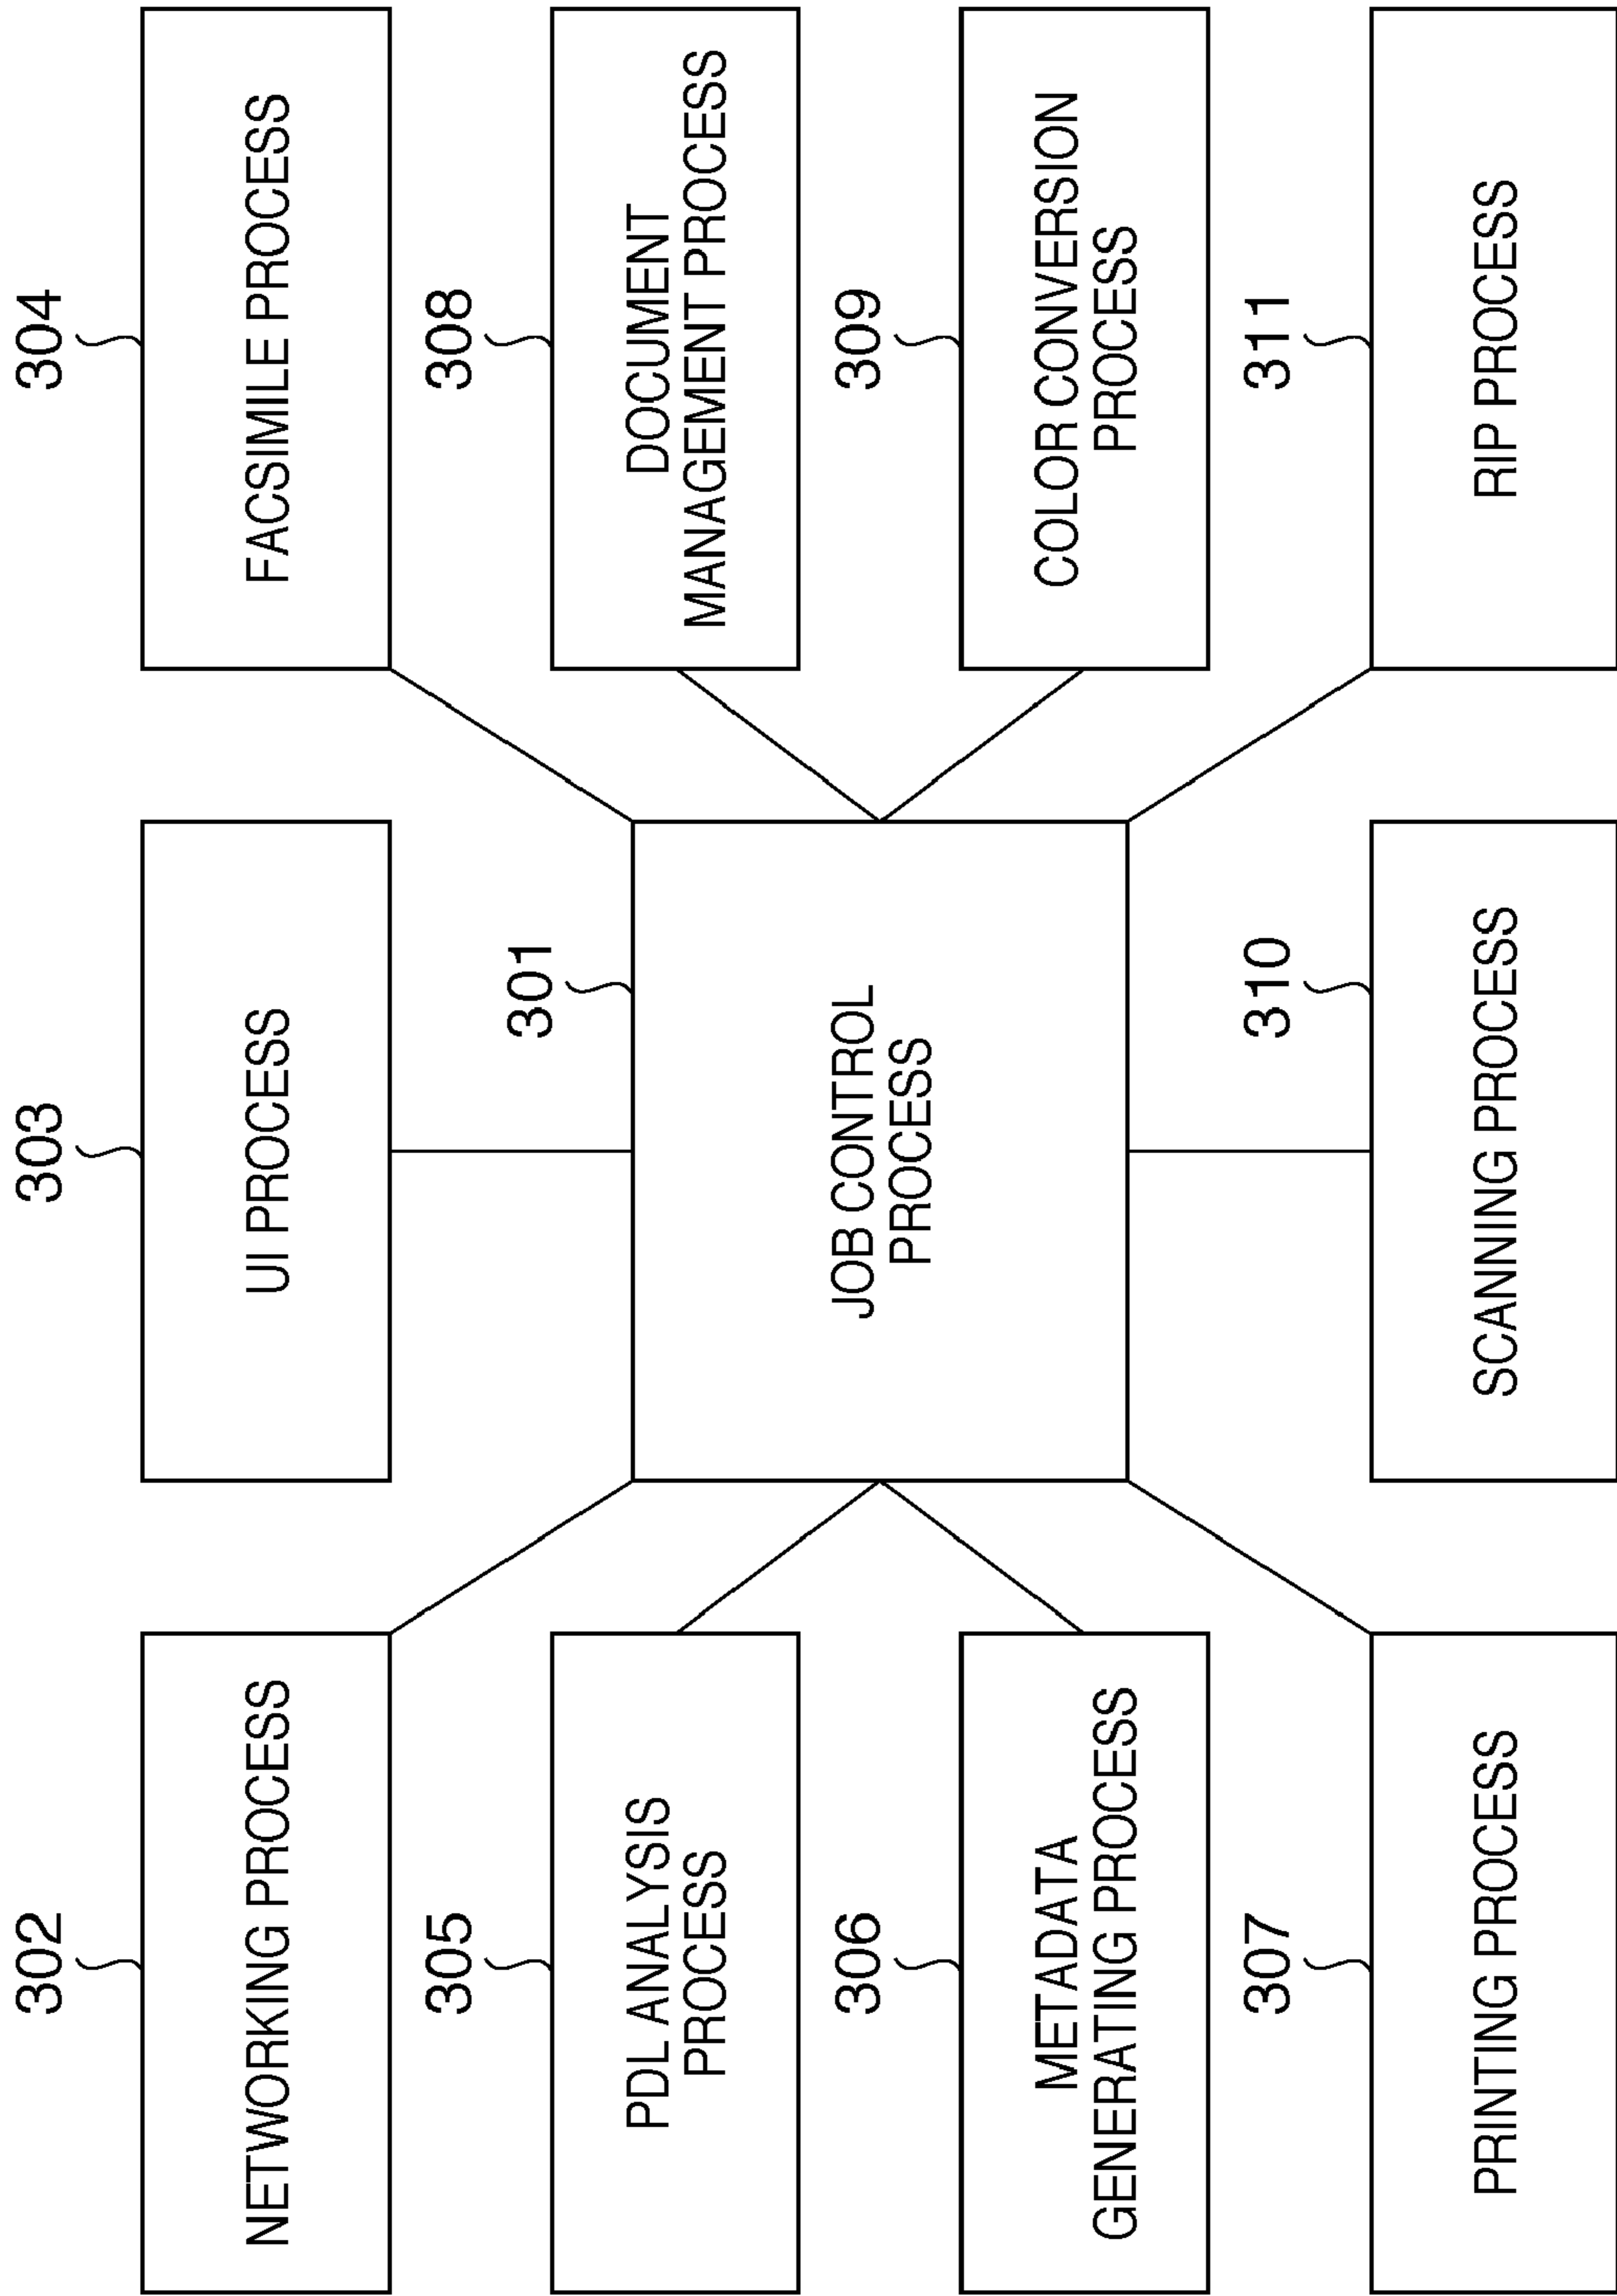 302
NETWORKING PROCESS
303
UI PROCESS
304
FACSIMILE PROCESS
305
PDL ANALYSIS
PROCESS
301
JOB CONTROL
PROCESS
308
DOCUMENT
MANAGEMENT PROCESS
306
METADATA
GENERATING PROCESS
309
COLOR CONVERSION
PROCESS
307
PRINTING PROCESS
310
SCANNING PROCESS
311
RIP PROCESS